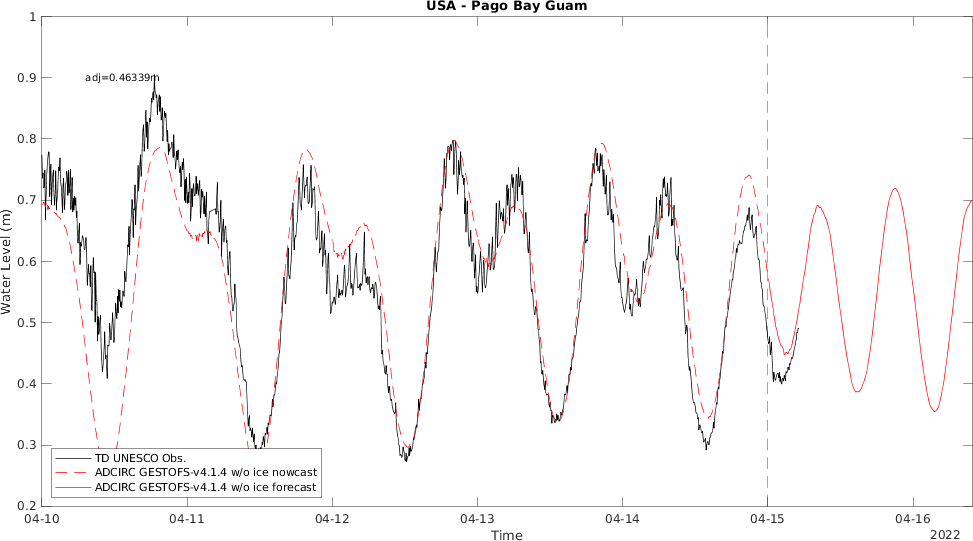 USA - Pago Bay Guam
1
0.9
0.8
0.7
0.6
0.5
0.4
0.3
0.2
Water Level (m)
adj=0.46339m
TD UNESCO Obs.
ADCIRC GESTOFS-v4.1.4 w/o ice nowcast
ADCIRC GESTOFS-v4.1.4 w/o ice forecast
04-10 04-11 04-12 04-13 04-14 04-15 04-16
Time
2022